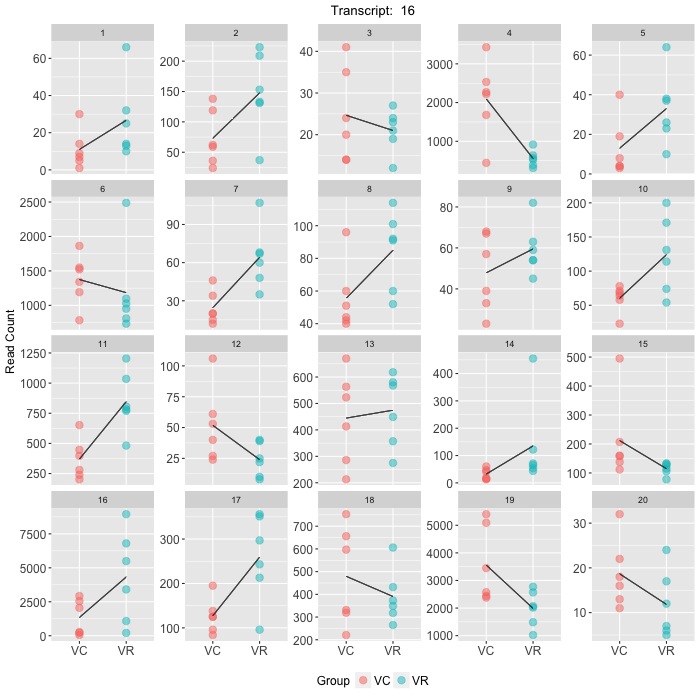 Transcript: 16
1 2 3 4 5
60 40 20 0
200 150 100 50
40 30 20
3000 2000 1000
60 40 20 0
6 7 8 9 10
2500 2000 1500 1000
90 60 30
100 80 60 40
80 60 40
200 150 100 50
Read Count
11 12 13 14 15
1250 1000 750 500 250
100 75 50 25
600 500 400 300 200
400 300 200 100 0
500 400 300 200 100
16 17 18 19 20
7500 5000 2500 0
300 200 100
700 600 500 400 300 200
5000 4000 3000 2000 1000
30 20 10
VC VR VC VR VC VR VC VR VC VR
Group VC VR